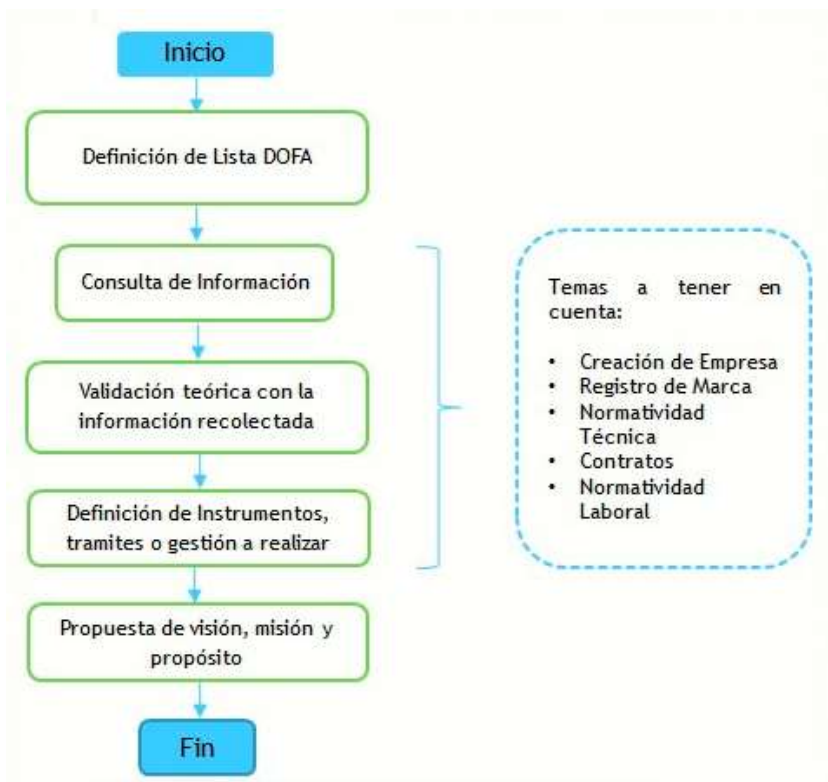 Inicio
Definición de Lista DOFA
Consulta de Información
Validación teórica con la
información recolectada
Definición de Instrumentos,
tramites o gestión a realizar
Propuesta de visión, misión y
propósito
Fin
Temas a tener en
cuenta:
• Creación de Empresa
• Registro de Marca
• Normatividad
Técnica
• Contratos
• Normatividad
Laboral